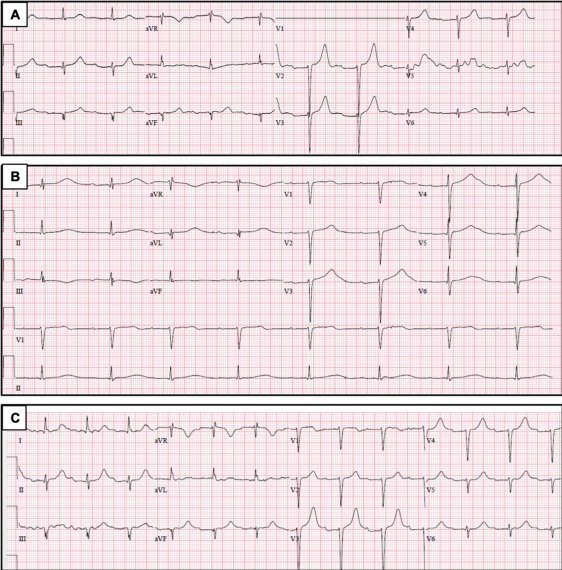 A
I aVR V1 V4
II aVL V2 V5
III aVF V3 V6
B
I aVR V1 V4
II aVL V2 V5
III aVF V3 V6
V1
II
C
I aVR V1 V4
II aVL V2 V5
III aVF V3 V6